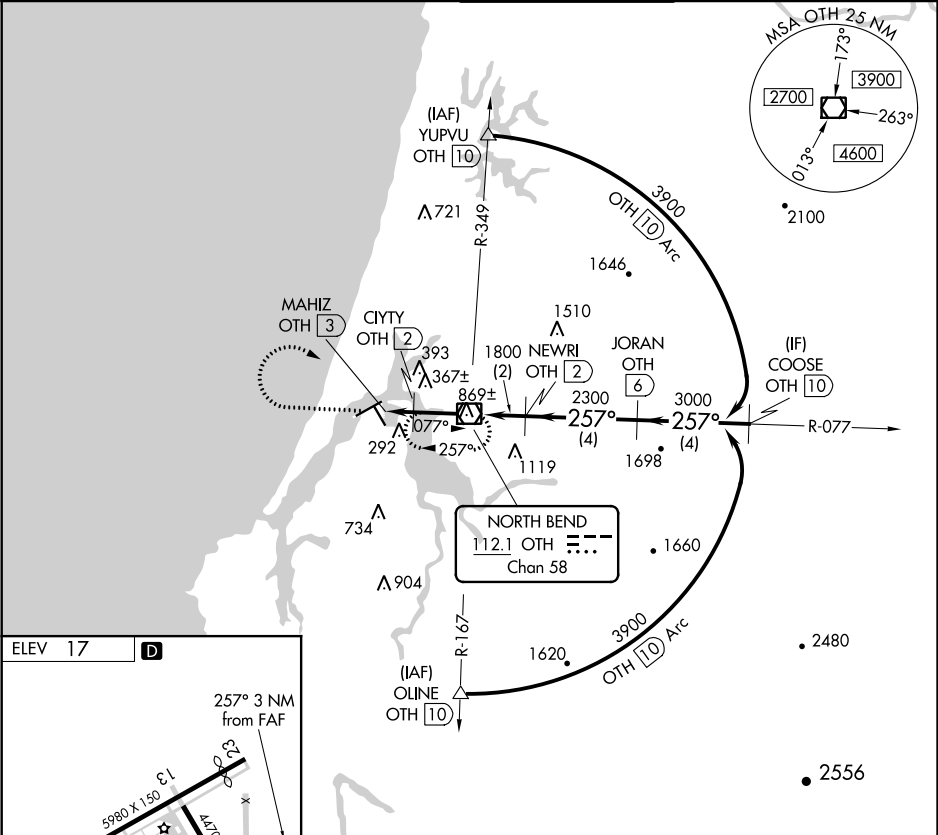 MSA OTH 25 NM
173°
3900
2700
263°
4600
013°
(IAF)
YUPVU
OTH 10
3900
OTH 10 Arc
2100
721
R-349
1646
MAHIZ
OTH 3
CIYTY
OTH 2
393
367±
869±
1510
1800
(2)
NEWRI
OTH 2
JORAN
OTH
6
(IF)
COOSE
OTH 10
2300
257°
(4)
3000
257°
(4)
R-077
077°
257°
292
1119
1698
734
NORTH BEND
112.1 OTH
Chan 58
1660
904
R-167
3900
OTH 10 Arc
1620
2480
(IAF)
OLINE
OTH 10
2556
ELEV 17
D
257° 3 NM
from FAF
23
13
5980 X 150
4470
x